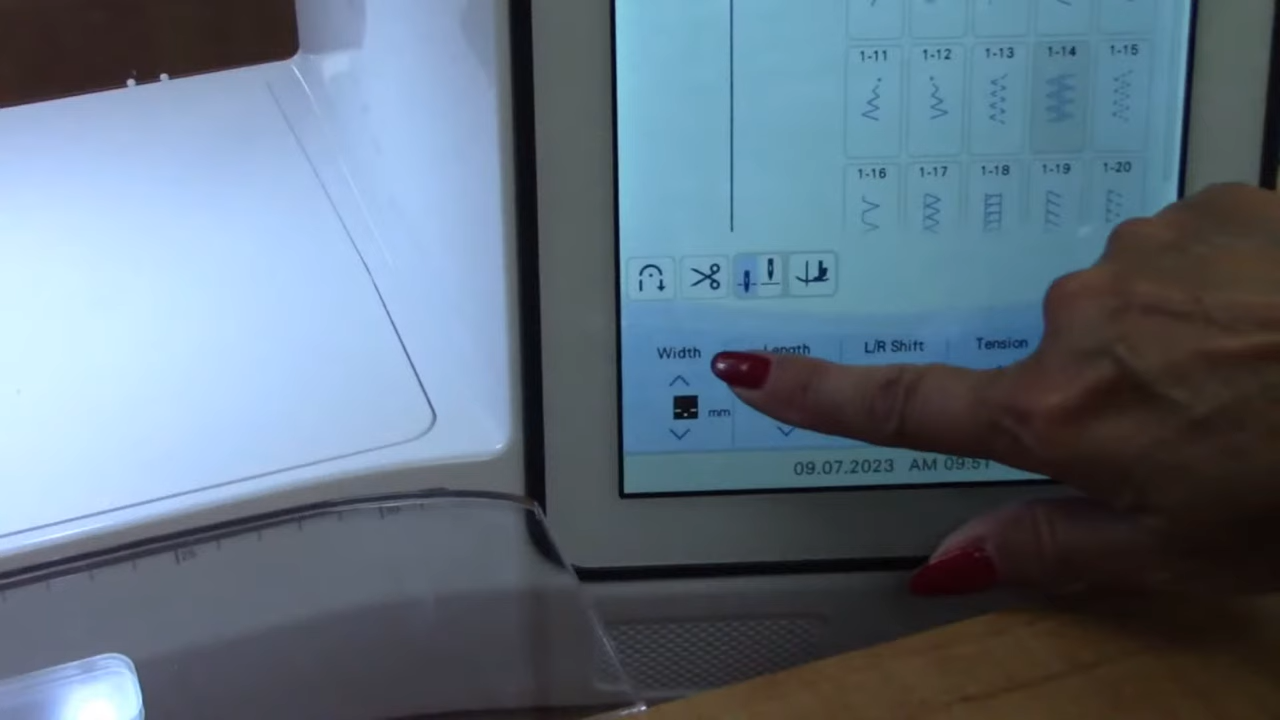 1-11 1-12 1-13 1-14 1-15
1-16 1-17 1-18 1-19 1-20
Width Length L/R Shift Tension
mm
09.07.2023 AM 09:51